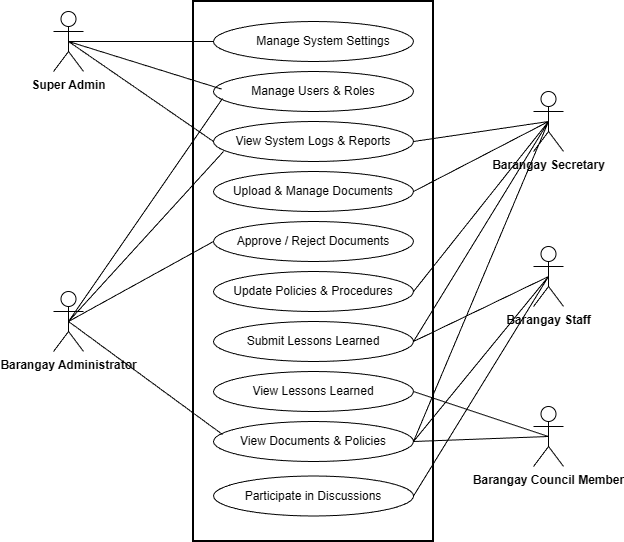 Manage System Settings
Super Admin
Manage Users & Roles
View System Logs & Reports
Barangay Secretary
Upload & Manage Documents
Approve / Reject Documents
Update Policies & Procedures
Barangay Staff
Submit Lessons Learned
Barangay Administrator
View Lessons Learned
View Documents & Policies
Barangay Council Member
Participate in Discussions